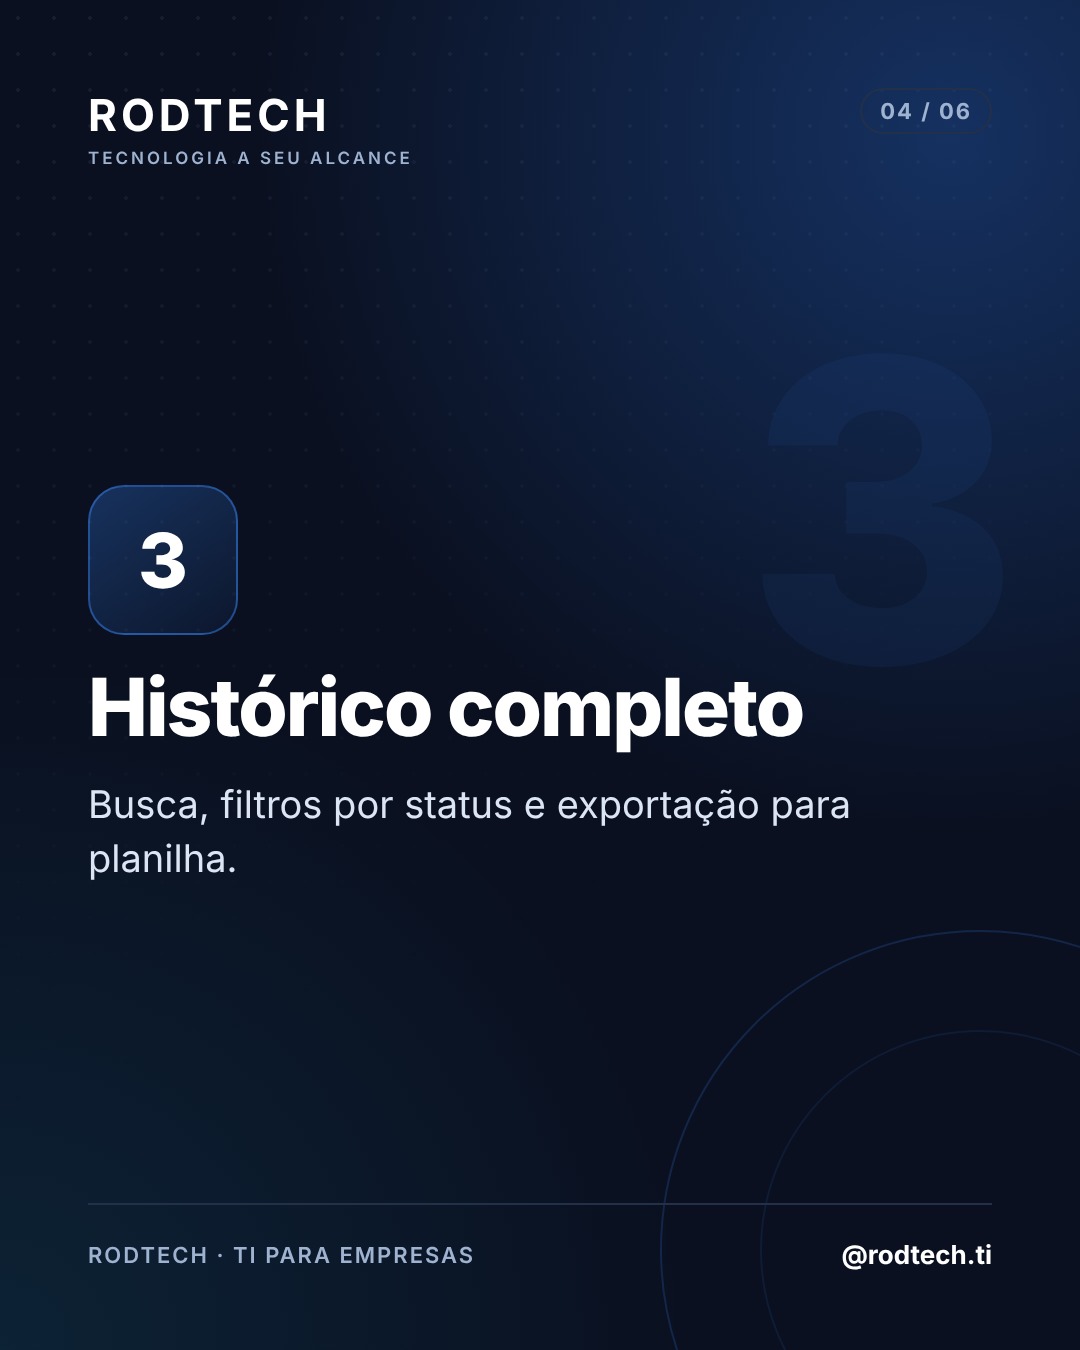 RODTECH
TECNOLOGIA A SEU ALCANCE
04 / 06
3
3
Histórico completo
Busca, filtros por status e exportação para
planilha.
RODTECH · TI PARA EMPRESAS
@rodtech.ti